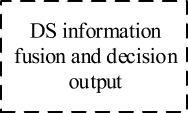 DS information
fusion and decision
output